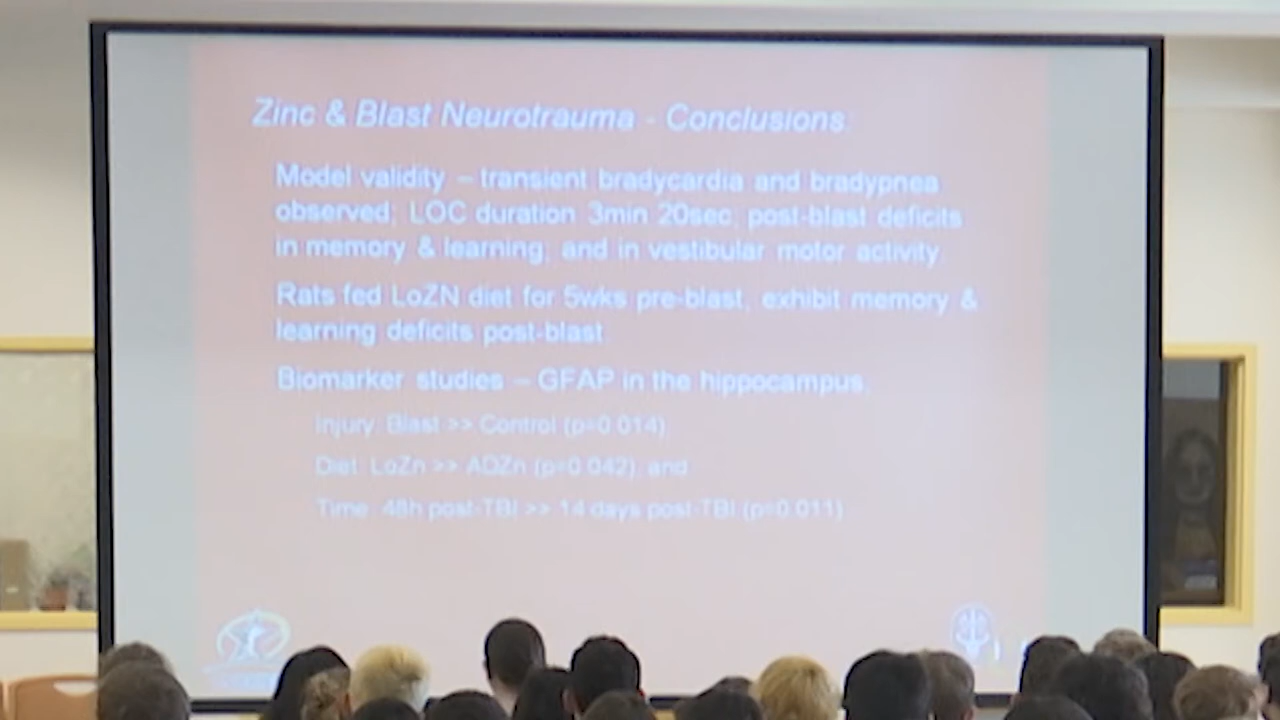 Zinc & Blast Neurotrauma - Conclusions:
Model validity – transient bradycardia and bradypnea
observed; LOC duration 3min 20sec; post-blast deficits
in memory & learning; and in vestibular motor activity.
Rats fed LoZN diet for 5wks pre-blast, exhibit memory &
learning deficits post-blast
Biomarker studies – GFAP in the hippocampus.
Injury: Blast >> Control (p=0.014)
Diet: LoZn >> ADZn (p=0.042), and
Time: 48h post-TBI >> 14 days post-TBI (p=0.011)